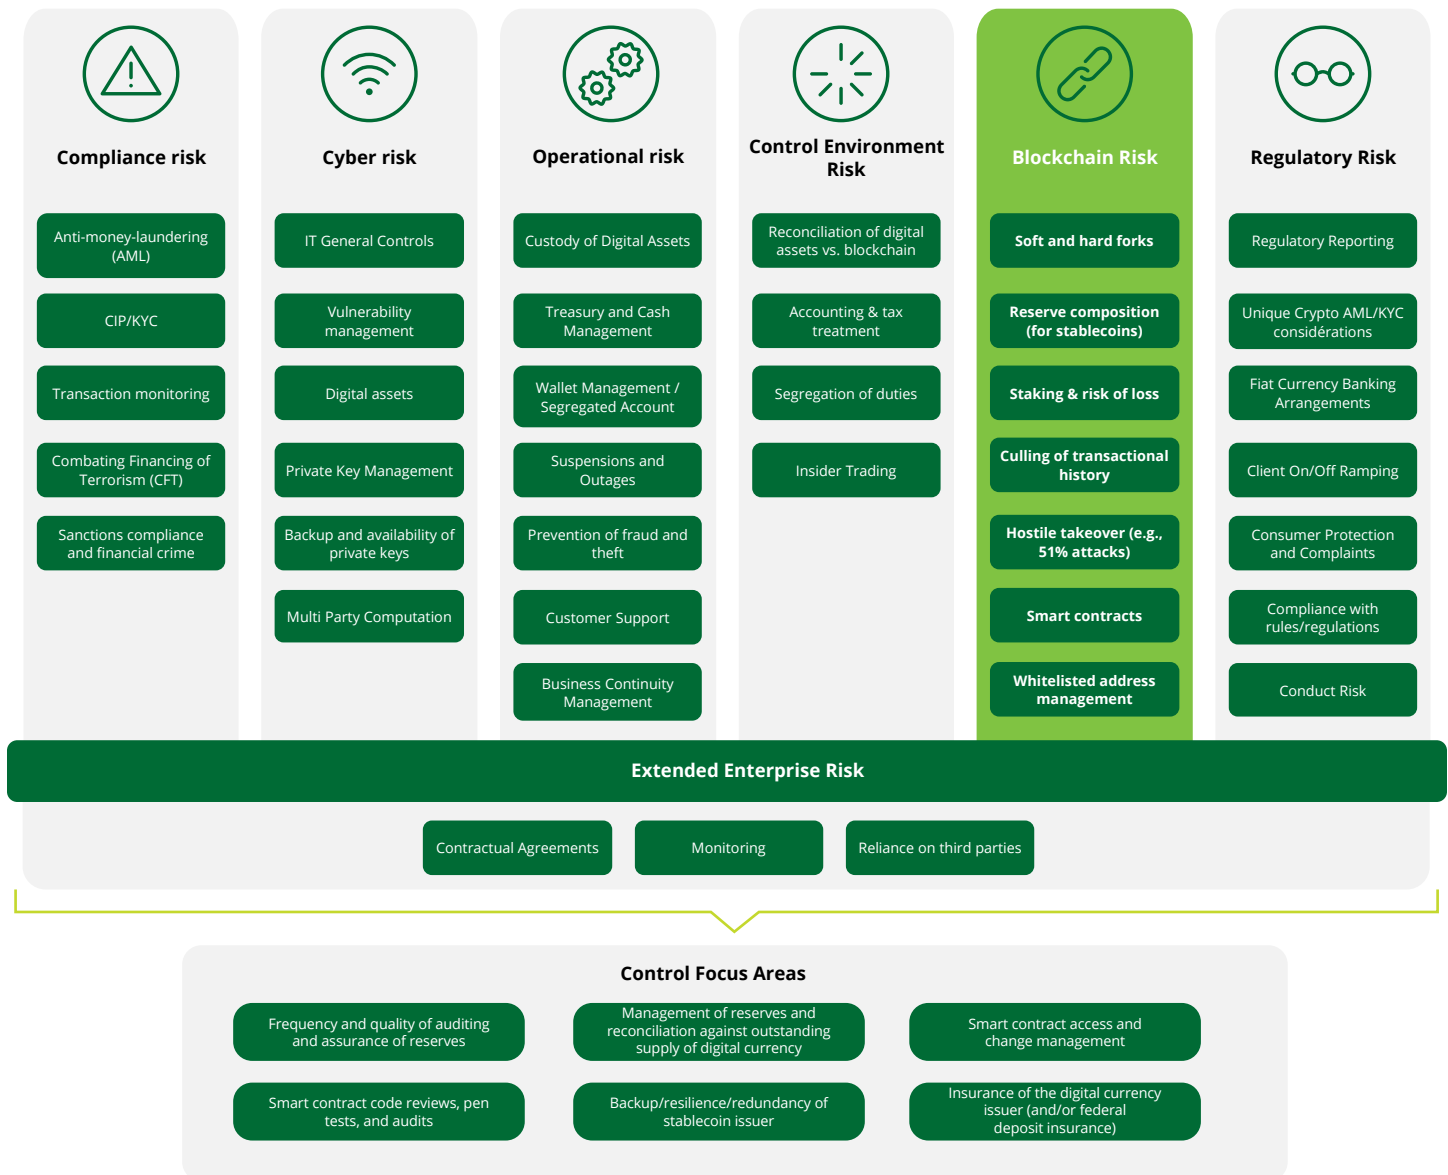 Compliance risk
Anti-money-laundering
(AML)
CIP/KYC
Transaction monitoring
Combating Financing of
Terrorism (CFT)
Sanctions compliance
and financial crime
Cyber risk
IT General Controls
Vulnerability
management
Digital assets
Private Key Management
Backup and availability of
private keys
Multi Party Computation
Operational risk
Custody of Digital Assets
Treasury and Cash
Management
Wallet Management /
Segregated Account
Suspensions and
Outages
Prevention of fraud and
theft
Customer Support
Business Continuity
Management
Control Environment
Risk
Reconciliation of digital
assets vs. blockchain
Accounting & tax
treatment
Segregation of duties
Insider Trading
Blockchain Risk
Soft and hard forks
Reserve composition
(for stablecoins)
Staking & risk of loss
Culling of transactional
history
Hostile takeover (e.g.,
51% attacks)
Smart contracts
Whitelisted address
management
Regulatory Risk
Regulatory Reporting
Unique Crypto AML/KYC
considérations
Fiat Currency Banking
Arrangements
Client On/Off Ramping
Consumer Protection
and Complaints
Compliance with
rules/regulations
Conduct Risk
Extended Enterprise Risk
Contractual Agreements
Monitoring
Reliance on third parties
Control Focus Areas
Frequency and quality of auditing
and assurance of reserves
Management of reserves and
reconciliation against outstanding
supply of digital currency
Smart contract access and
change management
Smart contract code reviews, pen
tests, and audits
Backup/resilience/redundancy of
stablecoin issuer
Insurance of the digital currency
issuer (and/or federal
deposit insurance)